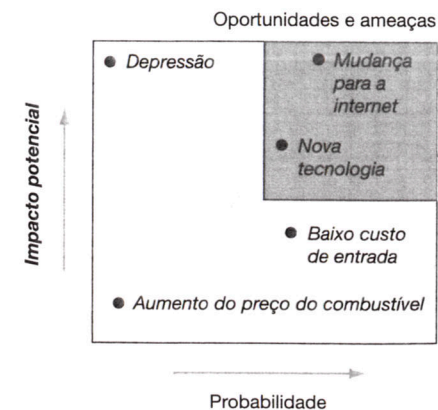 Oportunidades e ameaças
Depressão
Mudança
para a
internet
Nova
tecnologia
Baixo custo
de entrada
Aumento do preço do combustível
Impacto potencial
Probabilidade